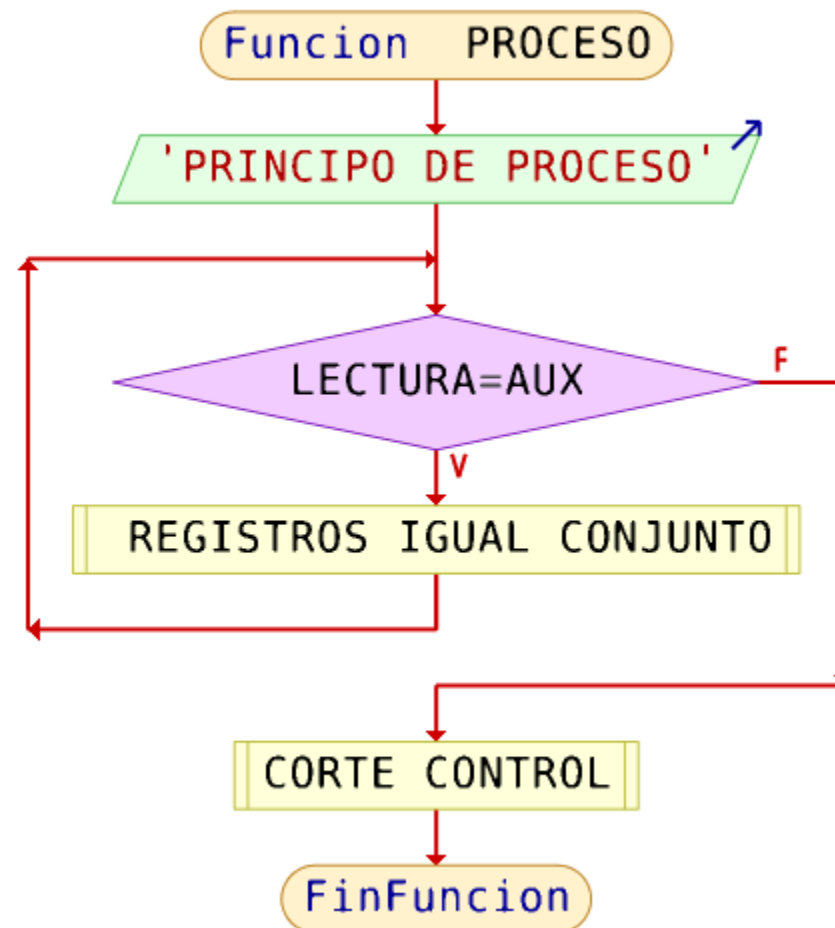 Funcion PROCESO
'PRINCIPO DE PROCESO'
LECTURA=AUX
F
V
REGISTROS IGUAL CONJUNTO
CORTE CONTROL
FinFuncion